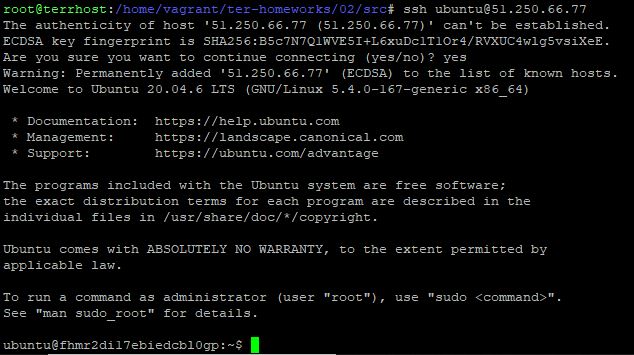 root@terrhost:/home/vagrant/ter-homeworks/02/src# ssh ubuntu@51.250.66.77
The authenticity of host '51.250.66.77 (51.250.66.77)' can't be established.
ECDSA key fingerprint is SHA256:B5c7N7Q1WVE5I+L6xuDclT1Or4/RVXUC4wlg5vsiXeE.
Are you sure you want to continue connecting (yes/no)? yes
Warning: Permanently added '51.250.66.77' (ECDSA) to the list of known hosts.
Welcome to Ubuntu 20.04.6 LTS (GNU/Linux 5.4.0-167-generic x86_64)
* Documentation: https://help.ubuntu.com
* Management: https://landscape.canonical.com
* Support: https://ubuntu.com/advantage
The programs included with the Ubuntu system are free software;
the exact distribution terms for each program are described in the
individual files in /usr/share/doc/*/copyright.
Ubuntu comes with ABSOLUTELY NO WARRANTY, to the extent permitted by
applicable law.
To run a command as administrator (user "root"), use "sudo <command>".
See "man sudo_root" for details.
ubuntu@fhmr2di17ebiedcbl0gp:~$